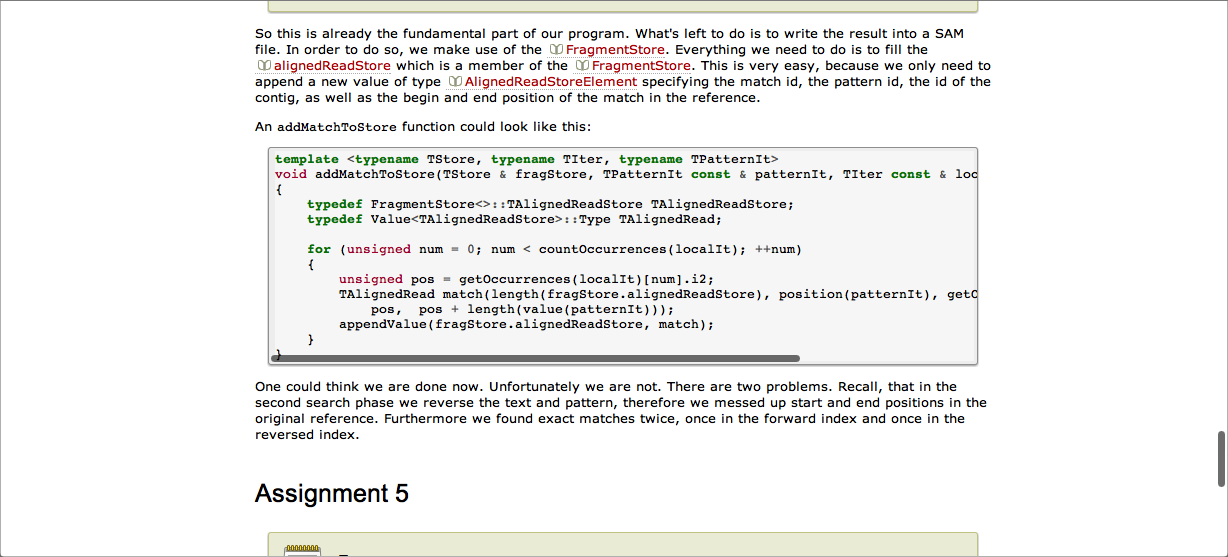 So this is already the fundamental part of our program. What's left to do is to write the result into a SAM
file. In order to do so, we make use of the FragmentStore. Everything we need to do is to fill the
alignedReadStore which is a member of the FragmentStore. This is very easy, because we only need to
append a new value of type AlignedReadStoreElement specifying the match id, the pattern id, the id of the
contig, as well as the begin and end position of the match in the reference.
An addMatchToStore function could look like this:
template <typename TStore, typename TIter, typename TPatternIt>
void addMatchToStore(TStore & fragStore, TPatternIt const & patternIt, TIter const & loc
{
    typedef FragmentStore<>::TAlignedReadStore TAlignedReadStore;
    typedef Value<TAlignedReadStore>::Type TAlignedRead;
    for (unsigned num = 0; num < countOccurrences(localIt); ++num)
    {
        unsigned pos = getOccurrences(localIt)[num].i2;
        TAlignedRead match(length(fragStore.alignedReadStore), position(patternIt), getO
            pos,  pos + length(value(patternIt)));
        appendValue(fragStore.alignedReadStore, match);
    }
}
One could think we are done now. Unfortunately we are not. There are two problems. Recall, that in the
second search phase we reverse the text and pattern, therefore we messed up start and end positions in the
original reference. Furthermore we found exact matches twice, once in the forward index and once in the
reversed index.
Assignment 5